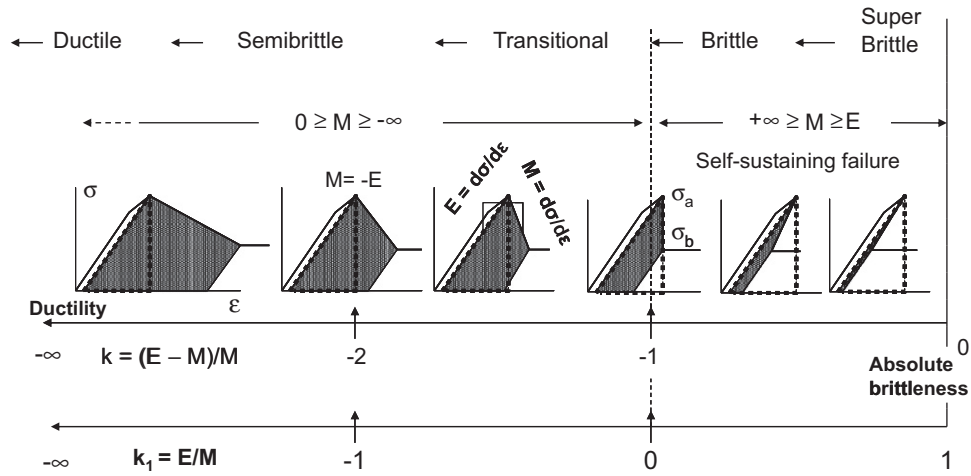 Ductile
Semibrittle
Transitional
Brittle
Super
Brittle
0 ≥ M ≥ -∞
+∞ ≥ M ≥ E
Self-sustaining failure
σ
M= -E
E = dσ/dε
M = dσ/dε
σa
σb
Ductility
ε
-∞
k = (E – M)/M
-2
-1
0
Absolute
brittleness
-∞
k1 = E/M
-1
0
1